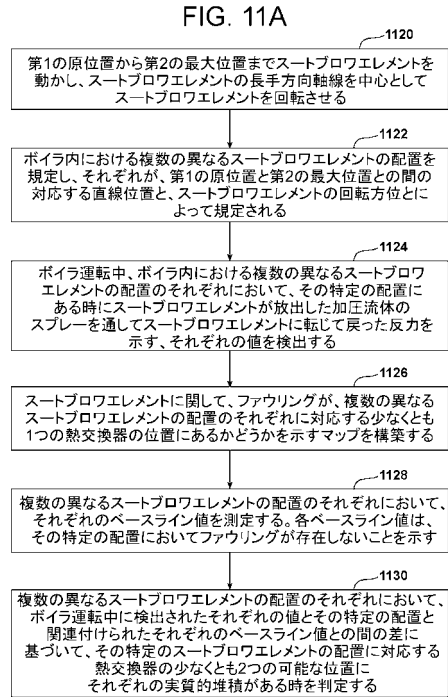 FIG. 11A
1120
第1の原位置から第2の最大位置までスートブロワエレメントを
動かし、スートブロワエレメントの長手方向軸線を中心として
スートブロワエレメントを回転させる
1122
ボイラ内における複数の異なるスートブロワエレメントの配置を
規定し、それぞれが、第1の原位置と第2の最大位置との間の
対応する直線位置と、スートブロワエレメントの回転方位とに
よって規定される
1124
ボイラ運転中、ボイラ内における複数の異なるスートブロワ
エレメントの配置のそれぞれにおいて、その特定の配置に
ある時にスートブロワエレメントが放出した加圧流体の
スプレーを通してスートブロワエレメントに転じて戻った反力を
示す、それぞれの値を検出する
1126
スートブロワエレメントに関して、ファウリングが、複数の異なる
スートブロワエレメントの配置のそれぞれに対応する少なくとも
1つの熱交換器の位置にあるかどうかを示すマップを構築する
1128
複数の異なるスートブロワエレメントの配置のそれぞれにおいて、
それぞれのベースライン値を測定する。各ベースライン値は、
その特定の配置においてファウリングが存在しないことを示す
1130
複数の異なるスートブロワエレメントの配置のそれぞれにおいて、
ボイラ運転中に検出されたそれぞれの値とその特定の配置と
関連付けられたそれぞれのベースライン値との間の差に
基づいて、その特定のスートブロワエレメントの配置に対応する
熱交換器の少なくとも2つの可能な位置に
それぞれの実質的堆積がある時を判定する